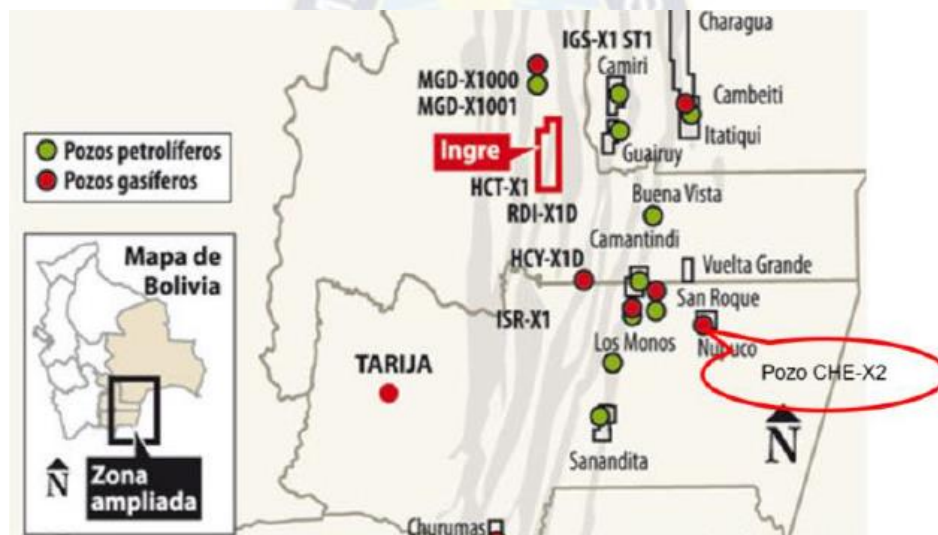 Charagua
IGS-X1 ST1
Camiri
MGD-X1000
MGD-X1001
Cambeiti
Itatiqui
Pozos petrolíferos
Pozos gasíferos
Ingre
Guairuy
HCT-X1
RDI-X1D
Buena Vista
Camantindi
Mapa de
Bolivia
HCY-X1D
Vuelta Grande
San Roque
ISR-X1
Los Monos
TARIJA
Pozo CHE-X2
N
N
Zona
ampliada
Sanandita
Churumas